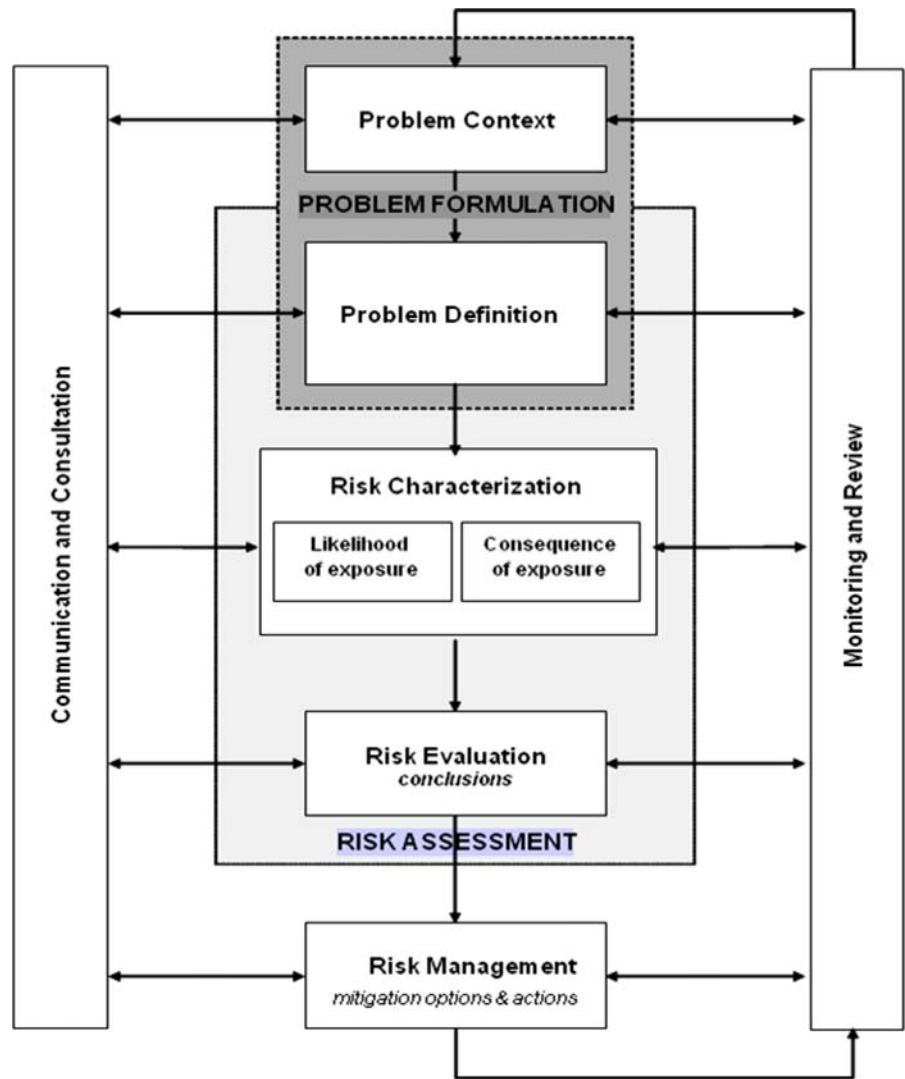 Problem Context
PROBLEM FORMULATION
Problem Definition
Communication and Consultation
Monitoring and Review
Risk Characterization
Likelihood
of exposure
Consequence
of exposure
Risk Evaluation
conclusions
RISK ASSESSMENT
Risk Management
mitigation options & actions